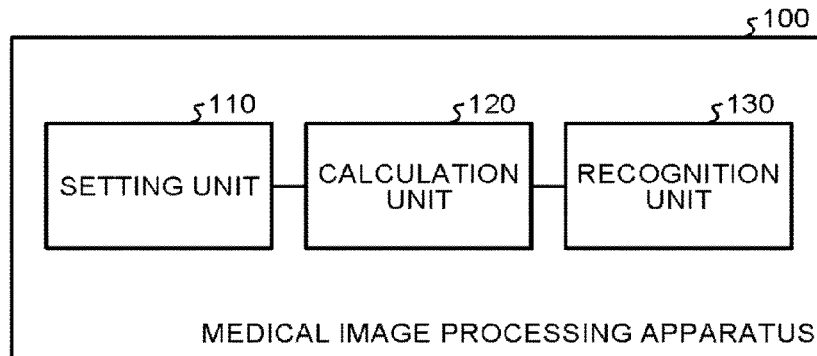 100
110
120
130
SETTING UNIT
CALCULATION
UNIT
RECOGNITION
UNIT
MEDICAL IMAGE PROCESSING APPARATUS